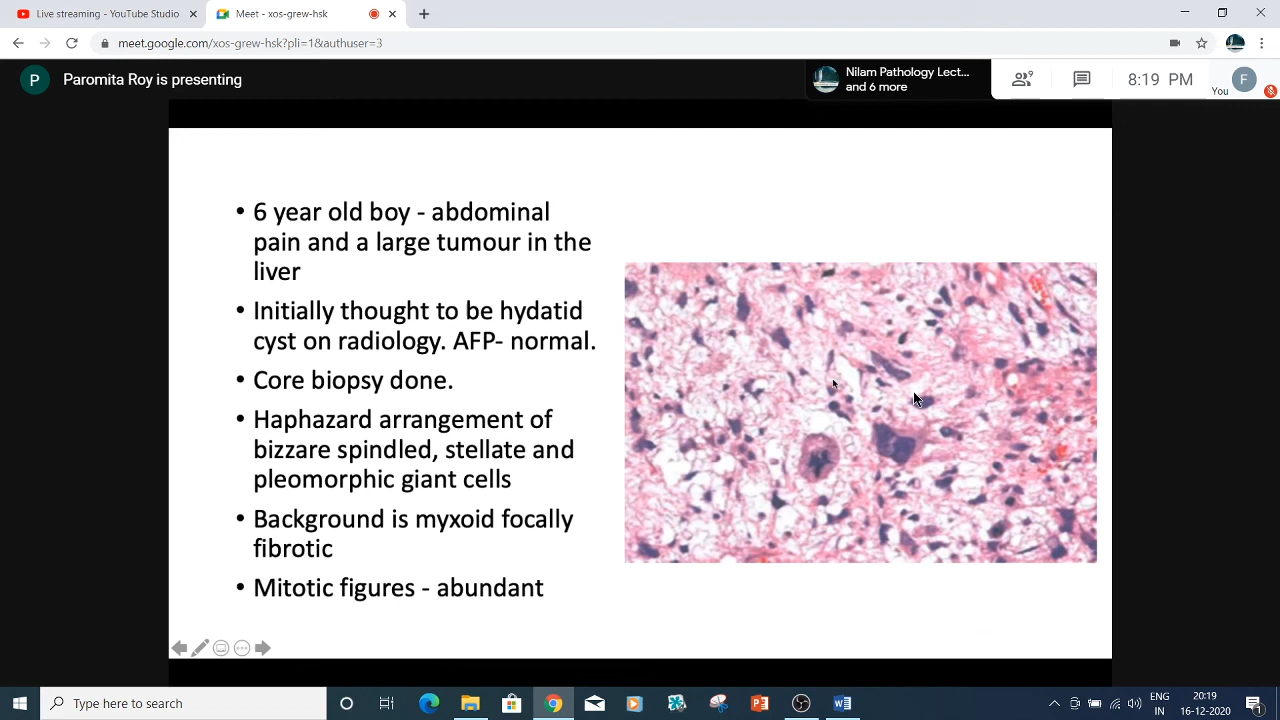 Live streaming - YouTube Studio
Meet - xos-grew-hsk
meet.google.com/xos-grew-hsk?pli=1&authuser=3
P
Paromita Roy is presenting
Nilam Pathology Lect...
and 6 more
9
8:19 PM
You
F
• 6 year old boy - abdominal
pain and a large tumour in the
liver
• Initially thought to be hydatid
cyst on radiology. AFP- normal.
• Core biopsy done.
• Haphazard arrangement of
bizzare spindled, stellate and
pleomorphic giant cells
• Background is myxoid focally
fibrotic
• Mitotic figures - abundant
Type here to search
ENG
IN
20:19
16-12-2020